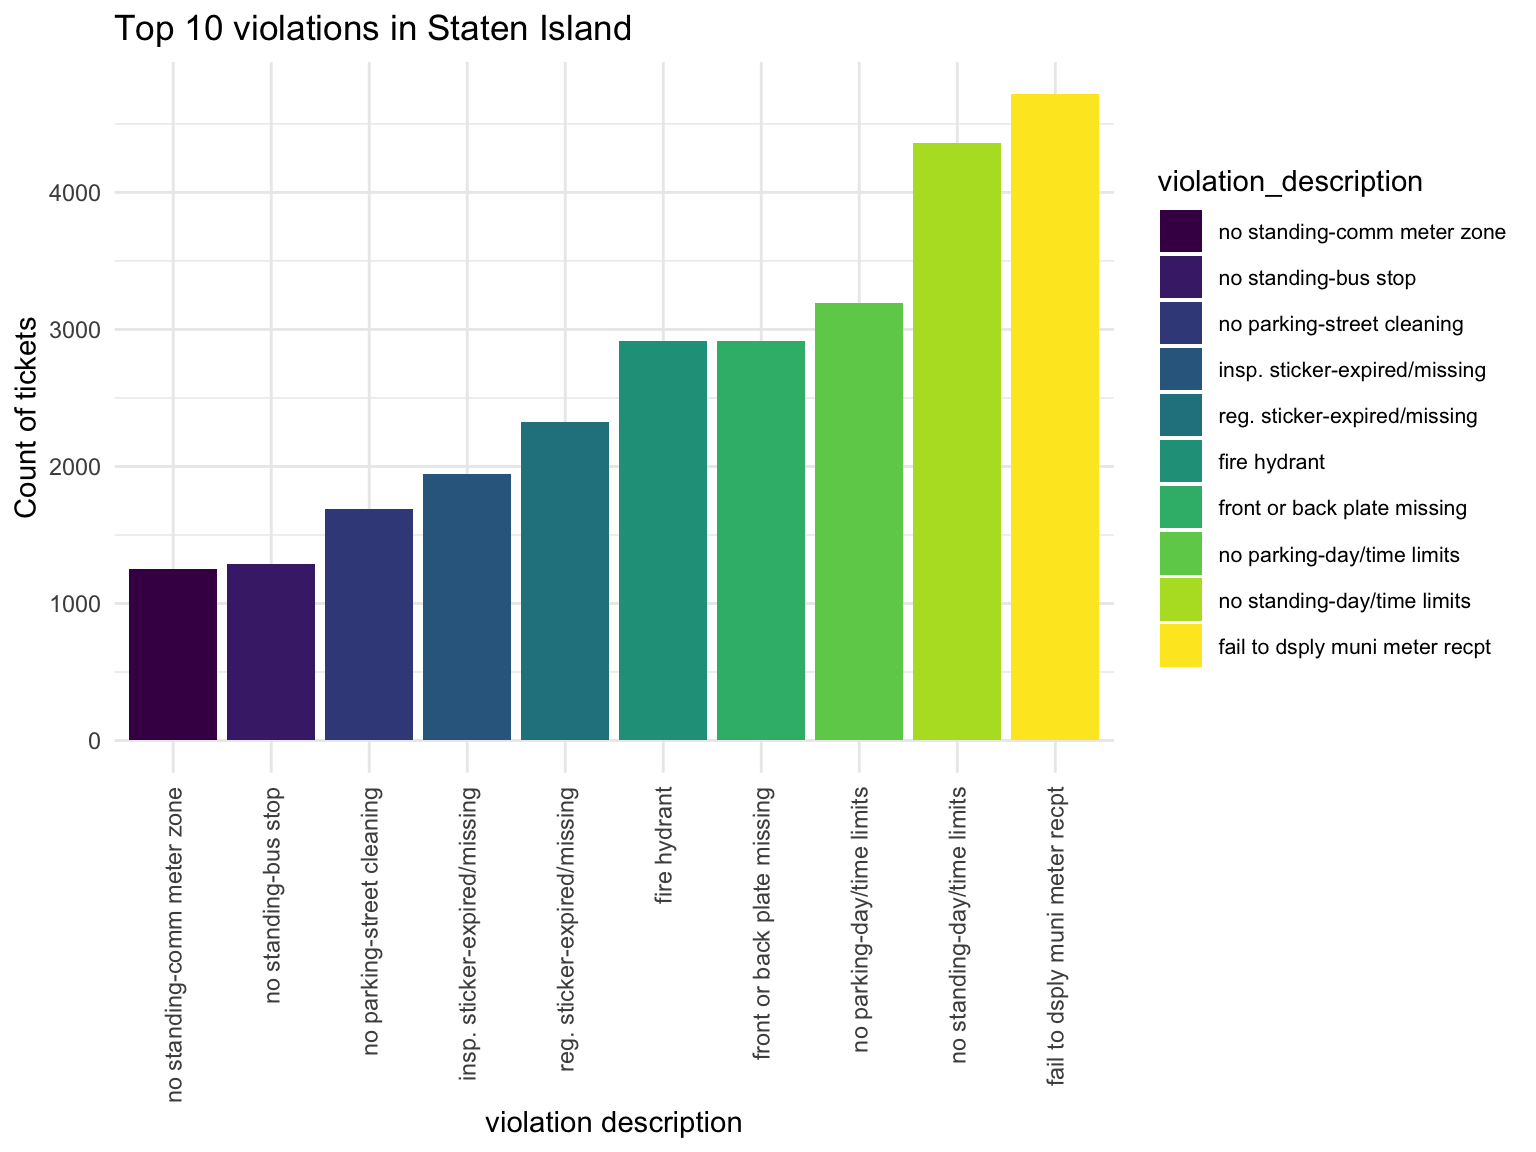 Top 10 violations in Staten Island
Count of tickets
4000
3000
2000
1000
0
no standing-comm meter zone
no standing-bus stop
no parking-street cleaning
insp. sticker-expired/missing
reg. sticker-expired/missing
fire hydrant
front or back plate missing
no parking-day/time limits
no standing-day/time limits
fail to dsply muni meter recpt
violation description
violation_description
no standing-comm meter zone
no standing-bus stop
no parking-street cleaning
insp. sticker-expired/missing
reg. sticker-expired/missing
fire hydrant
front or back plate missing
no parking-day/time limits
no standing-day/time limits
fail to dsply muni meter recpt